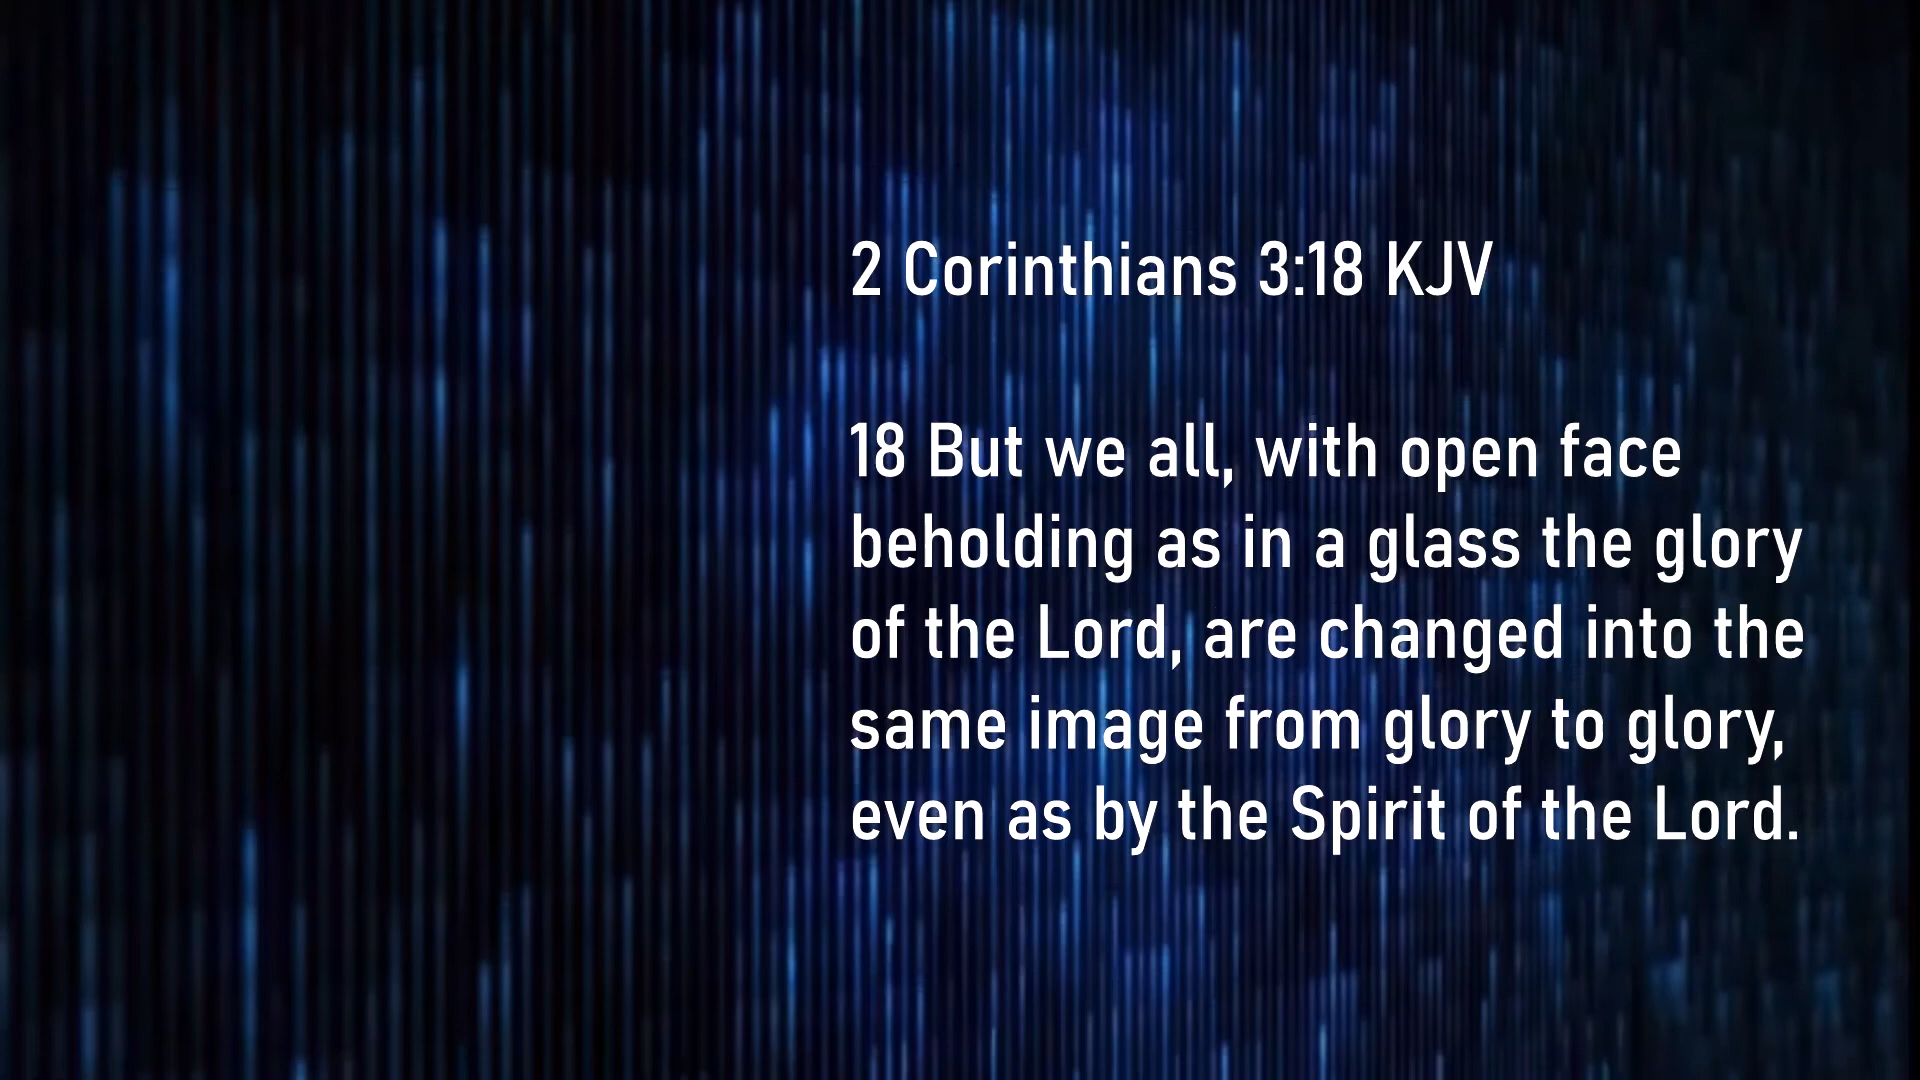 2 Corinthians 3:18 KJV
18 But we all, with open face
beholding as in a glass the glory
of the Lord, are changed into the
same image from glory to glory,
even as by the Spirit of the Lord.